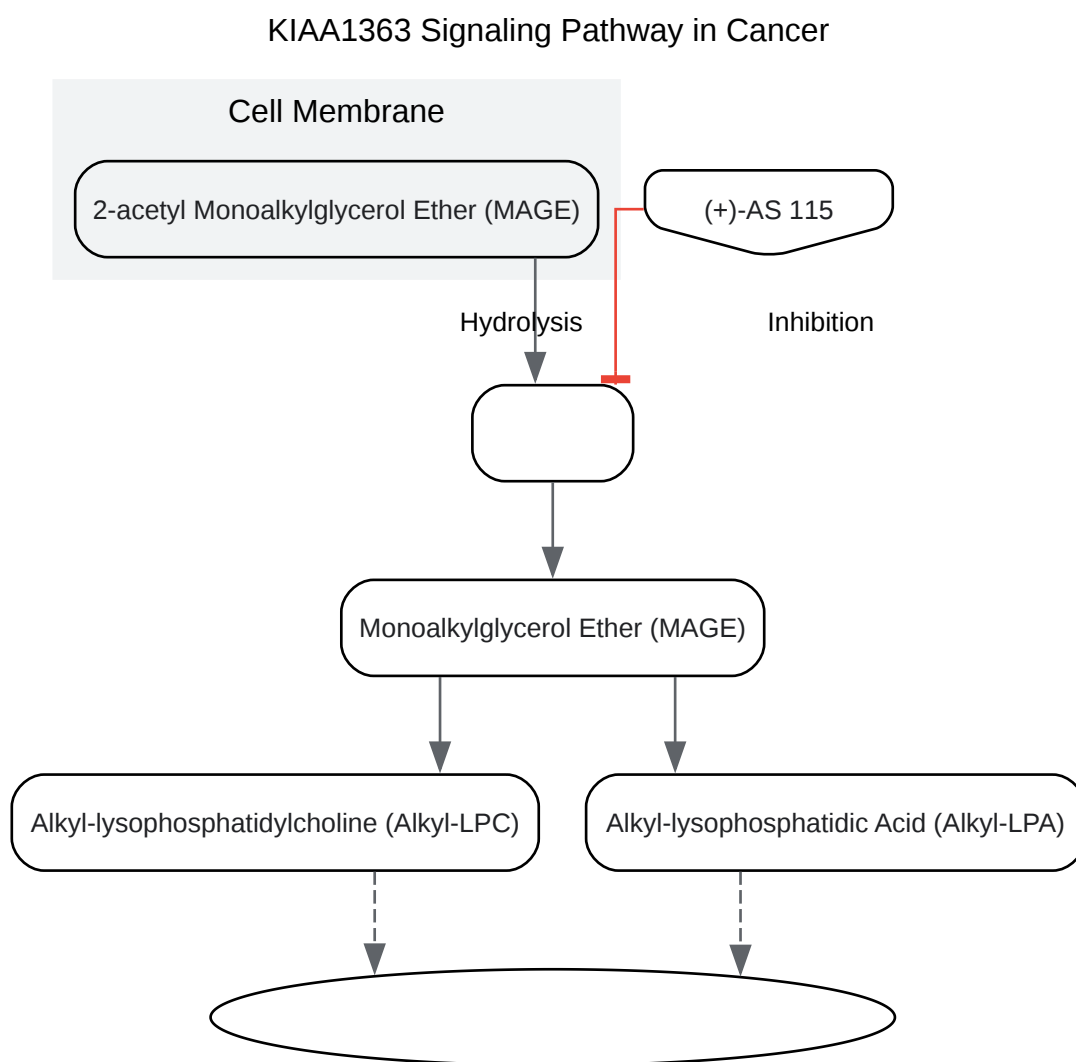 KIAA1363 Signaling Pathway in Cancer
Cell Membrane
2-acetyl Monoalkylglycerol Ether (MAGE)
(+)-AS 115
Hydrolysis
Inhibition
Monoalkylglycerol Ether (MAGE)
Alkyl-lysophosphatidylcholine (Alkyl-LPC)
Alkyl-lysophosphatidic Acid (Alkyl-LPA)